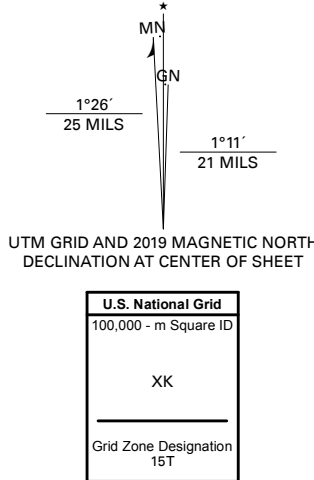 MN
GN
1°26´
25 MILS
1°11´
21 MILS
UTM GRID AND 2019 MAGNETIC NORTH
DECLINATION AT CENTER OF SHEET
U.S. National Grid
100,000 - m Square ID
XK
Grid Zone Designation
15T